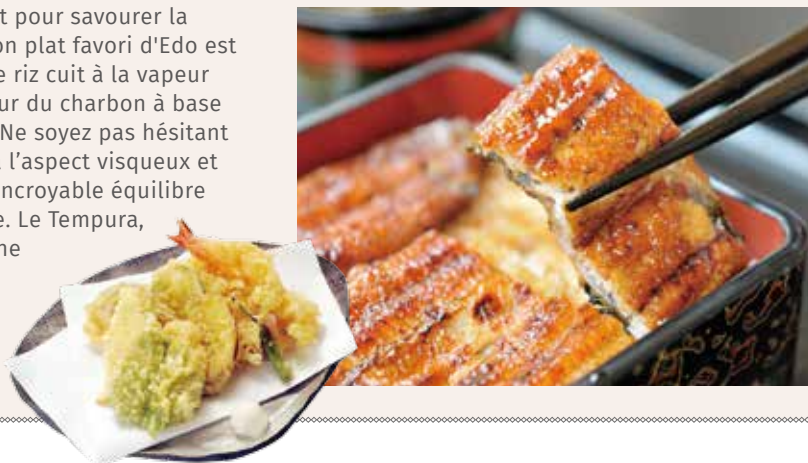 t pour savourer la
on plat favori d'Edo est
e riz cuit à la vapeur
ur du charbon à base
Ne soyez pas hésitant
l'aspect visqueux et
incroyable équilibre
e. Le Tempura,
ne